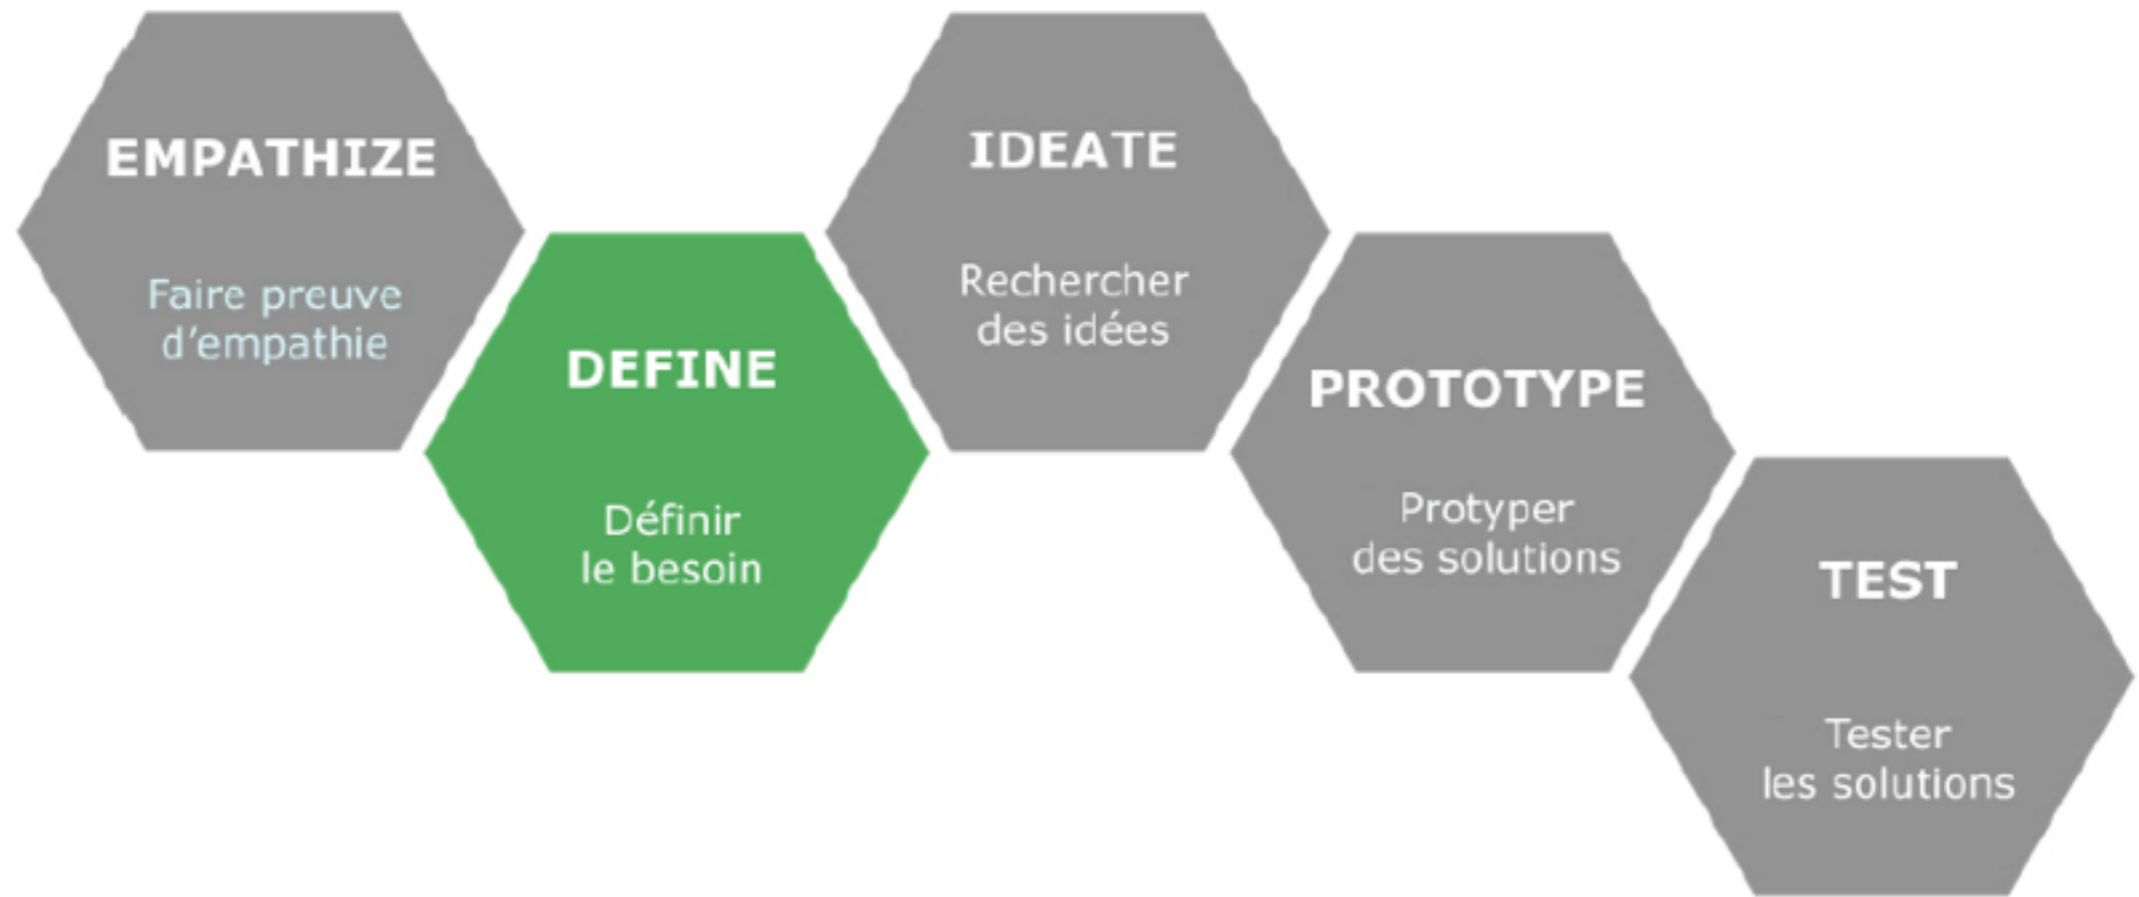 EMPATHIZE
Faire preuve
d’empathie
DEFINE
Définir
le besoin
IDEATE
Rechercher
des idées
PROTOTYPE
Protyper
des solutions
TEST
Tester
les solutions